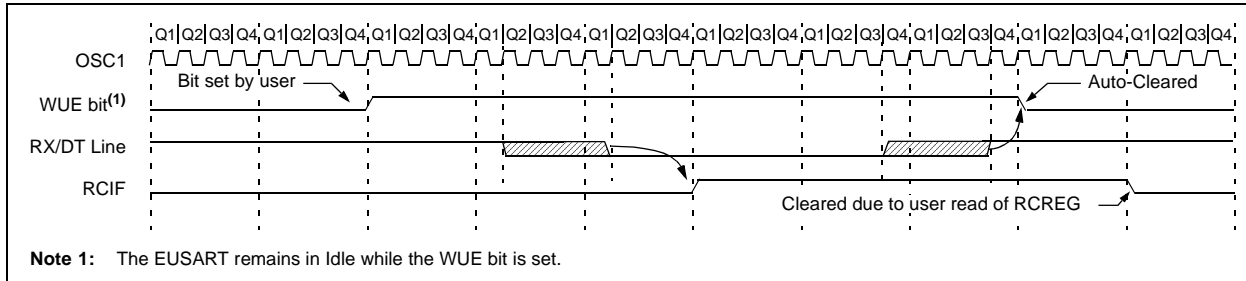 Q1 Q2 Q3 Q4 Q1 Q2 Q3 Q4 Q1 Q2 Q3 Q4 Q1 Q2 Q3 Q4 Q1 Q2 Q3 Q4 Q1 Q2 Q3 Q4 Q1 Q2 Q3 Q4 Q1 Q2 Q3 Q4 Q1 Q2 Q3 Q4 Q1 Q2 Q3 Q4
OSC1
Bit set by user
Auto-Cleared
WUE bit(1)
RX/DT Line
RCIF
Cleared due to user read of RCREG
Note 1: The EUSART remains in Idle while the WUE bit is set.